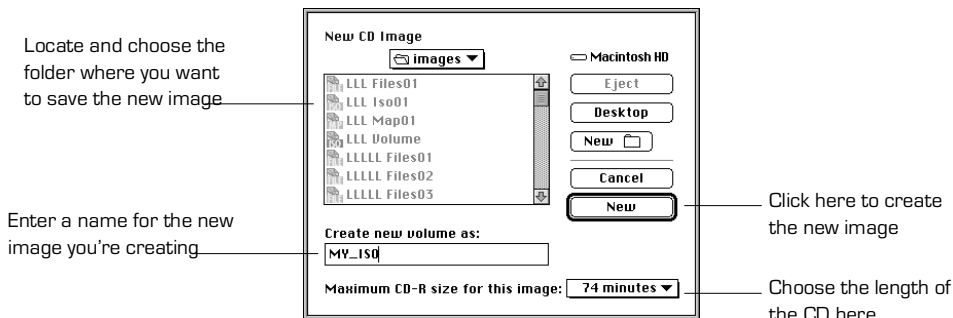 Locate and choose the
folder where you want
to save the new image
Enter a name for the new
image you're creating
New CD Image
images
Macintosh HD
LLL Files01
LLL Iso01
LLL Map01
LLL Volume
LLLLL Files01
LLLLL Files02
LLLLL Files03
Eject
Desktop
New
Cancel
New
Create new volume as:
MY_ISO
Maximum CD-R size for this image: 74 minutes
Click here to create
the new image
Choose the length of
the CD here